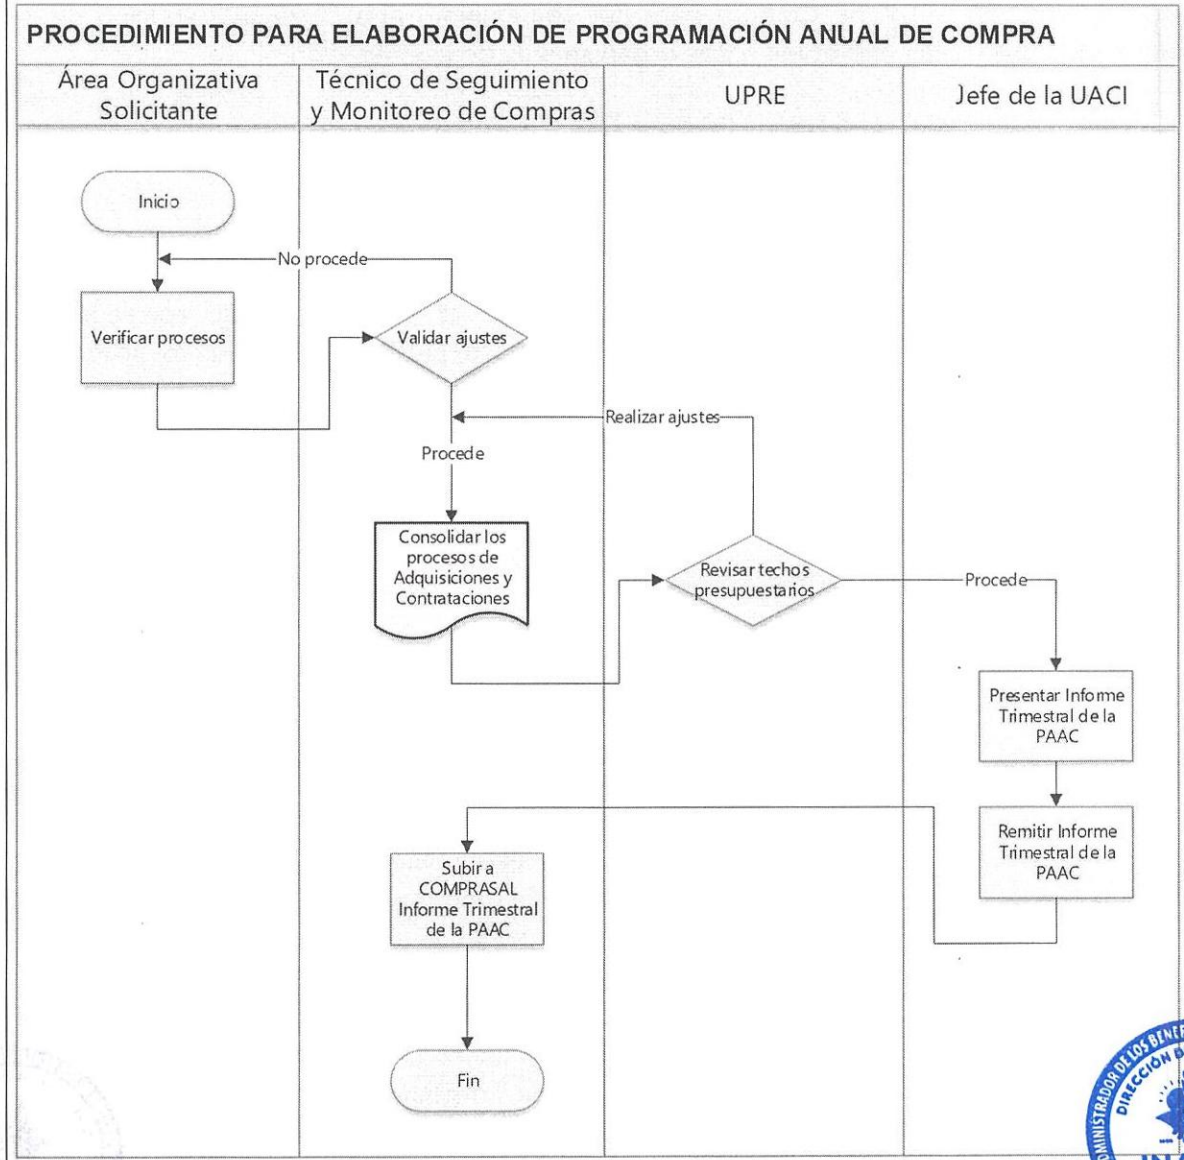 PROCEDIMIENTO PARA ELABORACIÓN DE PROGRAMACIÓN ANUAL DE COMPRA
Área Organizativa
Solicitante
Técnico de Seguimiento
y Monitoreo de Compras
UPRE
Jefe de la UACI
Inicio
No procede
Verificar procesos
Validar ajustes
Realizar ajustes
Procede
Consolidar los
procesos de
Adquisiciones y
Contrataciones
Revisar techos
presupuestarios
Procede
Presentar Informe
Trimestral de la
PAAC
Remitir Informe
Trimestral de la
PAAC
Subir a
COMPRASAL
Informe Trimestral
de la PAAC
Fin
DE LOS
DIRECCIÓN